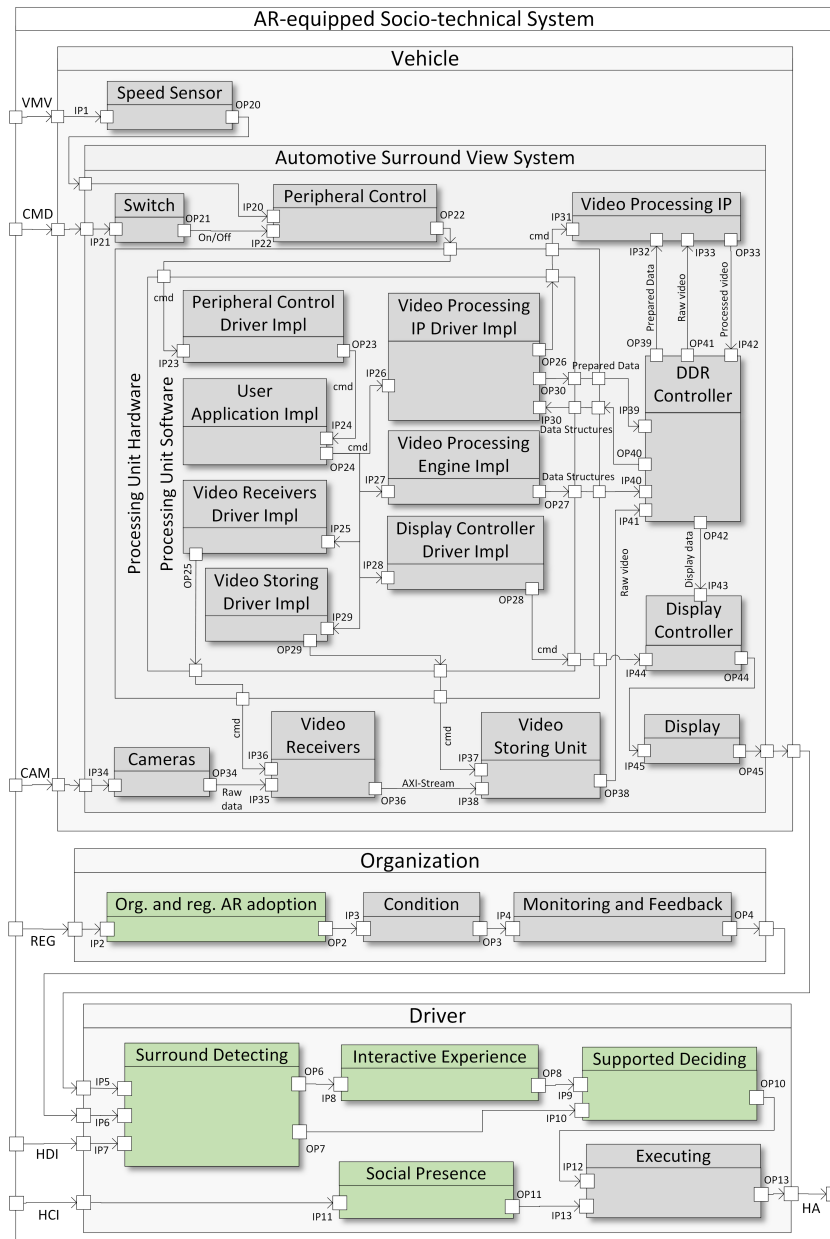 AR-equipped Socio-technical System
Vehicle
Speed Sensor
VMV
IP1
OP20
Automotive Surround View System
CMD
IP21
Switch
OP21
On/Off
IP20
IP22
Peripheral Control
OP22
cmd
IP31
Video Processing IP
IP32
IP33
OP33
Prepared Data
Raw video
Processed video
OP39
OP41
IP42
Processing Unit Hardware
Processing Unit Software
cmd
IP23
Peripheral Control
Driver Impl
OP23
cmd
User
Application Impl
IP24
OP24
cmd
Video Receivers
Driver Impl
IP25
OP25
Video Storing
Driver Impl
IP29
OP29
IP26
Video Processing
IP Driver Impl
OP26
OP30
Prepared Data
IP30
Data Structures
IP27
Video Processing
Engine Impl
OP27
Data Structures
IP28
Display Controller
Driver Impl
OP28
cmd
DDR
Controller
IP39
OP40
IP40
IP41
OP42
Raw video
Display data
IP43
Display
Controller
IP44
OP44
Display
IP45
OP45
CAM
IP34
Cameras
OP34
Raw
data
cmd
IP36
IP35
Video
Receivers
OP36
AXI-Stream
cmd
IP37
IP38
Video
Storing Unit
OP38
Organization
REG
IP2
Org. and reg. AR adoption
OP2
IP3
Condition
OP3
IP4
Monitoring and Feedback
OP4
Driver
IP5
IP6
IP7
HDI
Surround Detecting
OP6
OP7
IP8
Interactive Experience
OP8
IP9
IP10
Supported Deciding
OP10
HCI
IP11
Social Presence
OP11
IP12
IP13
Executing
OP13
HA